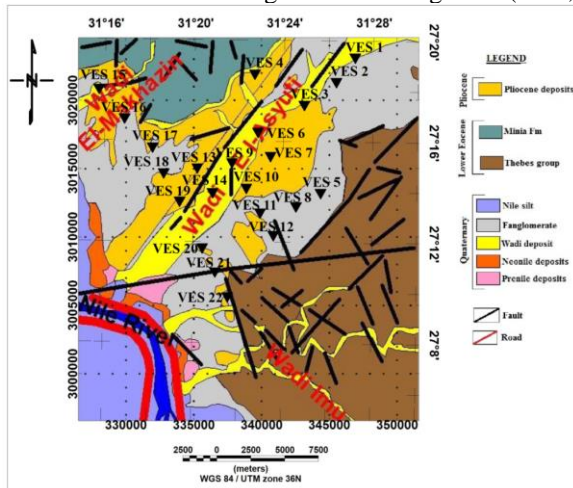 31°16' 31°20' 31°24' 31°28'
27°20'
27°16'
27°12'
27°8'
3020000
3015000
3010000
3005000
3000000
330000 335000 340000 345000 350000
N
VES 1
VES 2
VES 3
VES 4
VES 15
VES 16
VES 17
VES 18
VES 13
VES 9
VES 6
VES 7
VES 14
VES 10
VES 5
VES 19
VES 11
VES 8
VES 12
VES 20
VES 21
VES 22
Wadi
El-Makhazin
Wadi El-Asyuti
Wadi Imu
Nile River
2500 0 2500 5000 7500
(meters)
WGS 84 / UTM zone 36N
LEGEND
Pliocene
Pliocene deposits
Lower Eocene
Minia Fm
Thebes group
Quaternary
Nile silt
Fanglomerate
Wadi deposit
Neonile deposits
Prenile deposits
Fault
Road